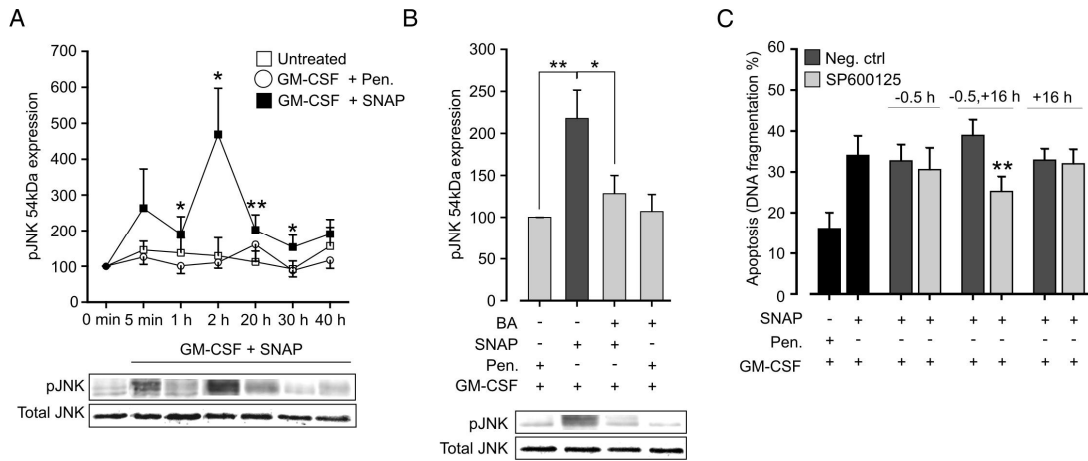 A
700
600
500
400
300
200
100
0
pJNK 54kDa expression
Untreated
GM-CSF + Pen.
GM-CSF + SNAP
*
*
**
*
0 min 5 min 1 h 2 h 20 h 30 h 40 h
GM-CSF + SNAP
pJNK
Total JNK
B
300
250
200
150
100
50
0
pJNK 54kDa expression
** *
BA - - + +
SNAP - + + -
Pen. + - - +
GM-CSF + + + +
pJNK
Total JNK
C
60
50
40
30
20
10
0
Apoptosis (DNA fragmentation %)
Neg. ctrl
SP600125
-0.5 h -0.5,+16 h +16 h
**
SNAP - + + + + + + +
Pen. + - - - - - - -
GM-CSF + + + + + + + +